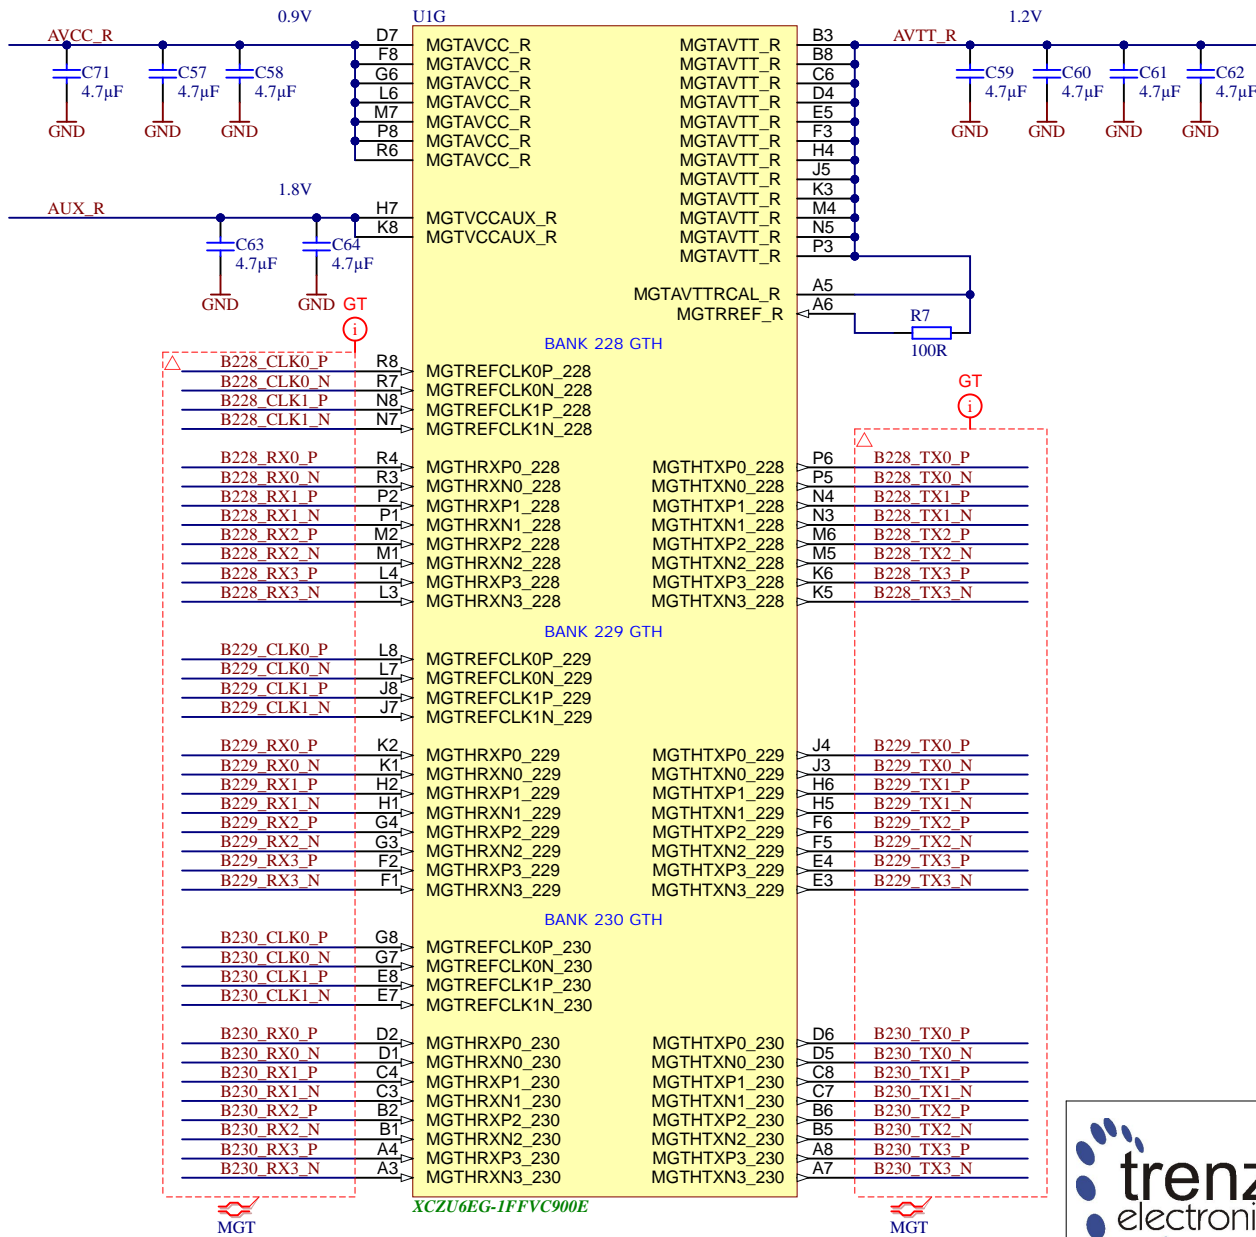 0.9V
U1G
1.2V
AVCC_R
D7 MGTAVCC_R
MGTAVTT_R B3
AVTT_R
F8 MGTAVCC_R
MGTAVTT_R B8
G6 MGTAVCC_R
MGTAVTT_R C6
L6 MGTAVCC_R
MGTAVTT_R D4
M7 MGTAVCC_R
MGTAVTT_R E5
P8 MGTAVCC_R
MGTAVTT_R F3
R6 MGTAVCC_R
MGTAVTT_R H4
MGTAVTT_R J5
MGTAVTT_R K3
MGTAVTT_R M4
MGTAVTT_R N5
MGTAVTT_R P3
C71 4.7µF GND
C57 4.7µF GND
C58 4.7µF GND
C59 4.7µF GND
C60 4.7µF GND
C61 4.7µF GND
C62 4.7µF GND
1.8V
AUX_R
H7 MGTVCCAUX_R
K8 MGTVCCAUX_R
C63 4.7µF GND
C64 4.7µF GND
MGTAVTTRCAL_R A5
MGTRREF_R A6
R7
100R
GT
i
BANK 228 GTH
B228_CLK0_P R8 MGTREFCLK0P_228
B228_CLK0_N R7 MGTREFCLK0N_228
B228_CLK1_P N8 MGTREFCLK1P_228
B228_CLK1_N N7 MGTREFCLK1N_228
GT
i
B228_RX0_P R4 MGTHRXP0_228 MGTHTXP0_228 P6 B228_TX0_P
B228_RX0_N R3 MGTHRXN0_228 MGTHTXN0_228 P5 B228_TX0_N
B228_RX1_P P2 MGTHRXP1_228 MGTHTXP1_228 N4 B228_TX1_P
B228_RX1_N P1 MGTHRXN1_228 MGTHTXN1_228 N3 B228_TX1_N
B228_RX2_P M2 MGTHRXP2_228 MGTHTXP2_228 M6 B228_TX2_P
B228_RX2_N M1 MGTHRXN2_228 MGTHTXN2_228 M5 B228_TX2_N
B228_RX3_P L4 MGTHRXP3_228 MGTHTXP3_228 K6 B228_TX3_P
B228_RX3_N L3 MGTHRXN3_228 MGTHTXN3_228 K5 B228_TX3_N
BANK 229 GTH
B229_CLK0_P L8 MGTREFCLK0P_229
B229_CLK0_N L7 MGTREFCLK0N_229
B229_CLK1_P J8 MGTREFCLK1P_229
B229_CLK1_N J7 MGTREFCLK1N_229
B229_RX0_P K2 MGTHRXP0_229 MGTHTXP0_229 J4 B229_TX0_P
B229_RX0_N K1 MGTHRXN0_229 MGTHTXN0_229 J3 B229_TX0_N
B229_RX1_P H2 MGTHRXP1_229 MGTHTXP1_229 H6 B229_TX1_P
B229_RX1_N H1 MGTHRXN1_229 MGTHTXN1_229 H5 B229_TX1_N
B229_RX2_P G4 MGTHRXP2_229 MGTHTXP2_229 F6 B229_TX2_P
B229_RX2_N G3 MGTHRXN2_229 MGTHTXN2_229 F5 B229_TX2_N
B229_RX3_P F2 MGTHRXP3_229 MGTHTXP3_229 E4 B229_TX3_P
B229_RX3_N F1 MGTHRXN3_229 MGTHTXN3_229 E3 B229_TX3_N
BANK 230 GTH
B230_CLK0_P G8 MGTREFCLK0P_230
B230_CLK0_N G7 MGTREFCLK0N_230
B230_CLK1_P E8 MGTREFCLK1P_230
B230_CLK1_N E7 MGTREFCLK1N_230
B230_RX0_P D2 MGTHRXP0_230 MGTHTXP0_230 D6 B230_TX0_P
B230_RX0_N D1 MGTHRXN0_230 MGTHTXN0_230 D5 B230_TX0_N
B230_RX1_P C4 MGTHRXP1_230 MGTHTXP1_230 C8 B230_TX1_P
B230_RX1_N C3 MGTHRXN1_230 MGTHTXN1_230 C7 B230_TX1_N
B230_RX2_P B2 MGTHRXP2_230 MGTHTXP2_230 B6 B230_TX2_P
B230_RX2_N B1 MGTHRXN2_230 MGTHTXN2_230 B5 B230_TX2_N
B230_RX3_P A4 MGTHRXP3_230 MGTHTXP3_230 A8 B230_TX3_P
B230_RX3_N A3 MGTHRXN3_230 MGTHTXN3_230 A7 B230_TX3_N
XCZU6EG-1FFVC900E
MGT
MGT
trenz
electroni